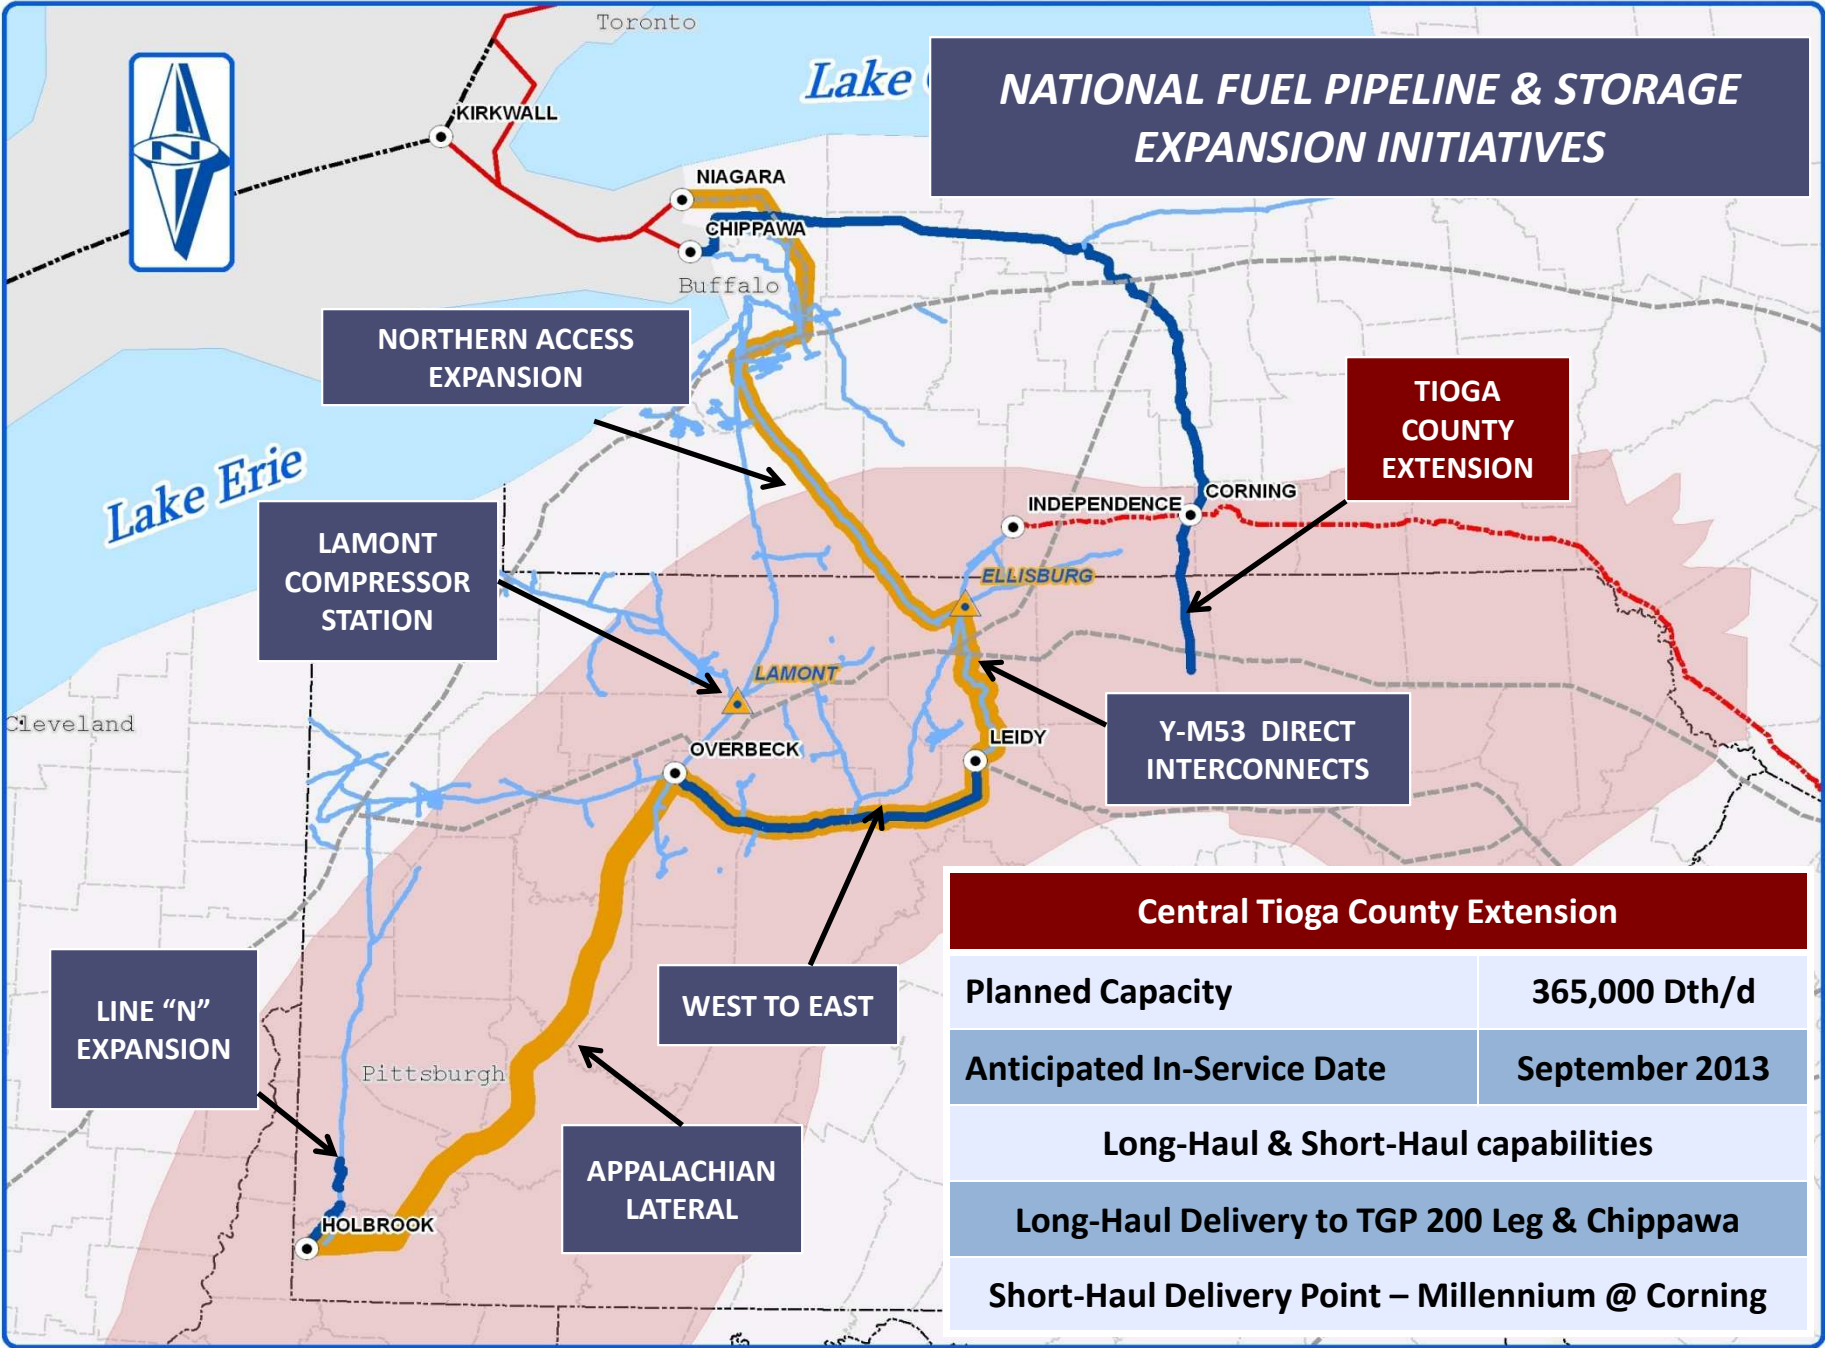 Toronto
Lake
NATIONAL FUEL PIPELINE & STORAGE
EXPANSION INITIATIVES
N
KIRKWALL
NIAGARA
CHIPPAWA
Buffalo
NORTHERN ACCESS
EXPANSION
TIOGA
COUNTY
EXTENSION
Lake Erie
INDEPENDENCE
CORNING
LAMONT
COMPRESSOR
STATION
ELLISBURG
LAMONT
Cleveland
OVERBECK
LEIDY
Y-M53 DIRECT
INTERCONNECTS
Central Tioga County Extension
Planned Capacity 365,000 Dth/d
Anticipated In-Service Date September 2013
Long-Haul & Short-Haul capabilities
Long-Haul Delivery to TGP 200 Leg & Chippawa
Short-Haul Delivery Point – Millennium @ Corning
LINE “N”
EXPANSION
WEST TO EAST
Pittsburgh
APPALACHIAN
LATERAL
HOLBROOK